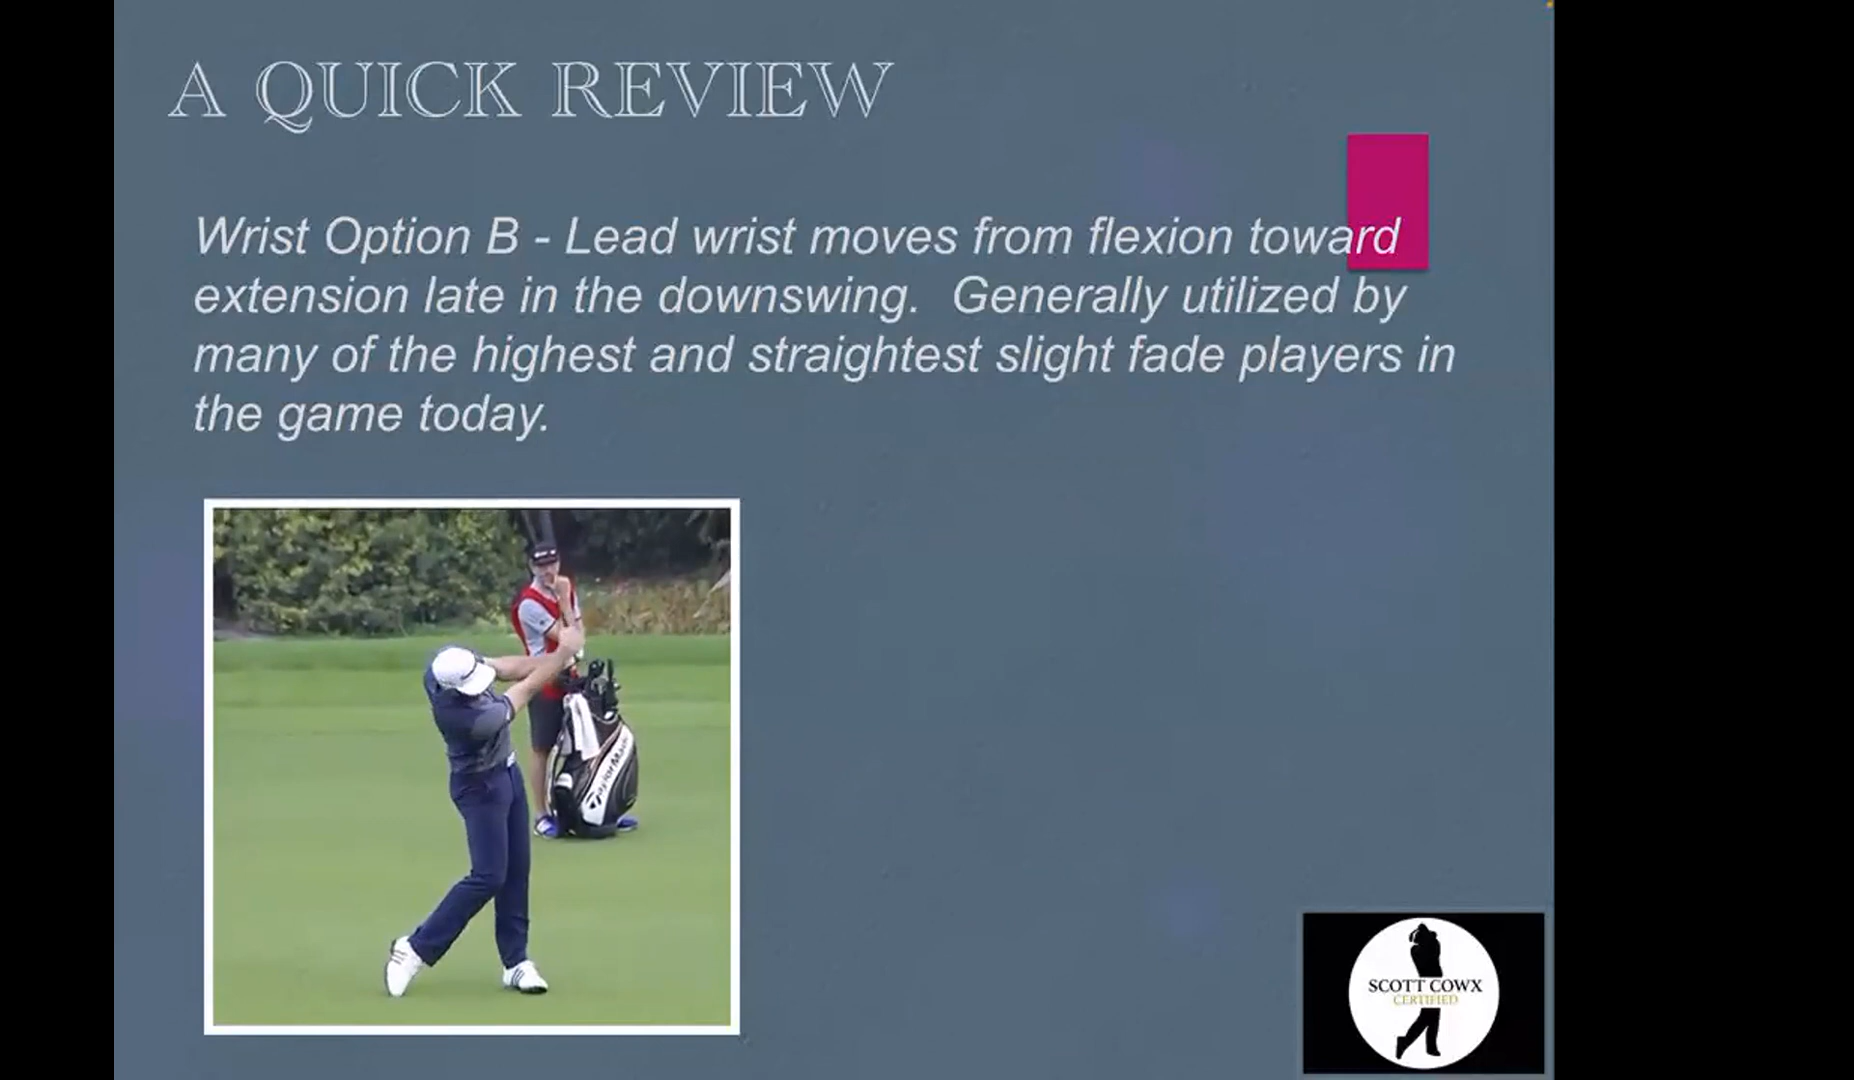 A QUICK REVIEW
Wrist Option B - Lead wrist moves from flexion toward
extension late in the downswing. Generally utilized by
many of the highest and straightest slight fade players in
the game today.
TaylorMade
SCOTT COWX
CERTIFIED